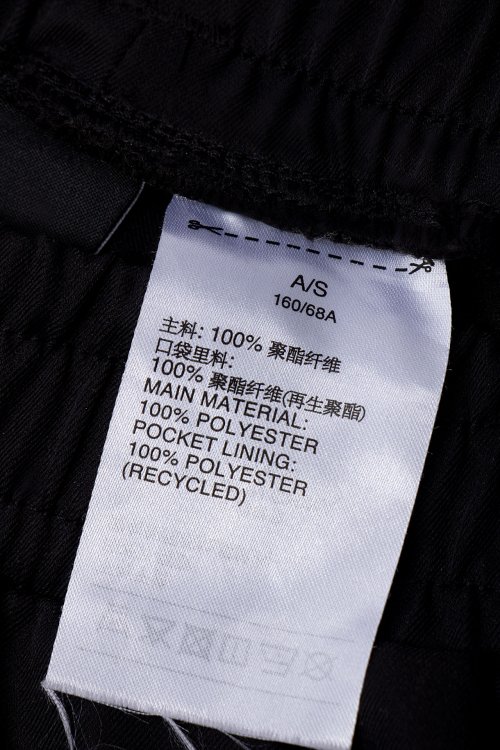 A/S
160/68A
主料: 100% 聚酯纤维
口袋里料:
100% 聚酯纤维(再生聚酯)
MAIN MATERIAL:
100% POLYESTER
POCKET LINING:
100% POLYESTER
(RECYCLED)